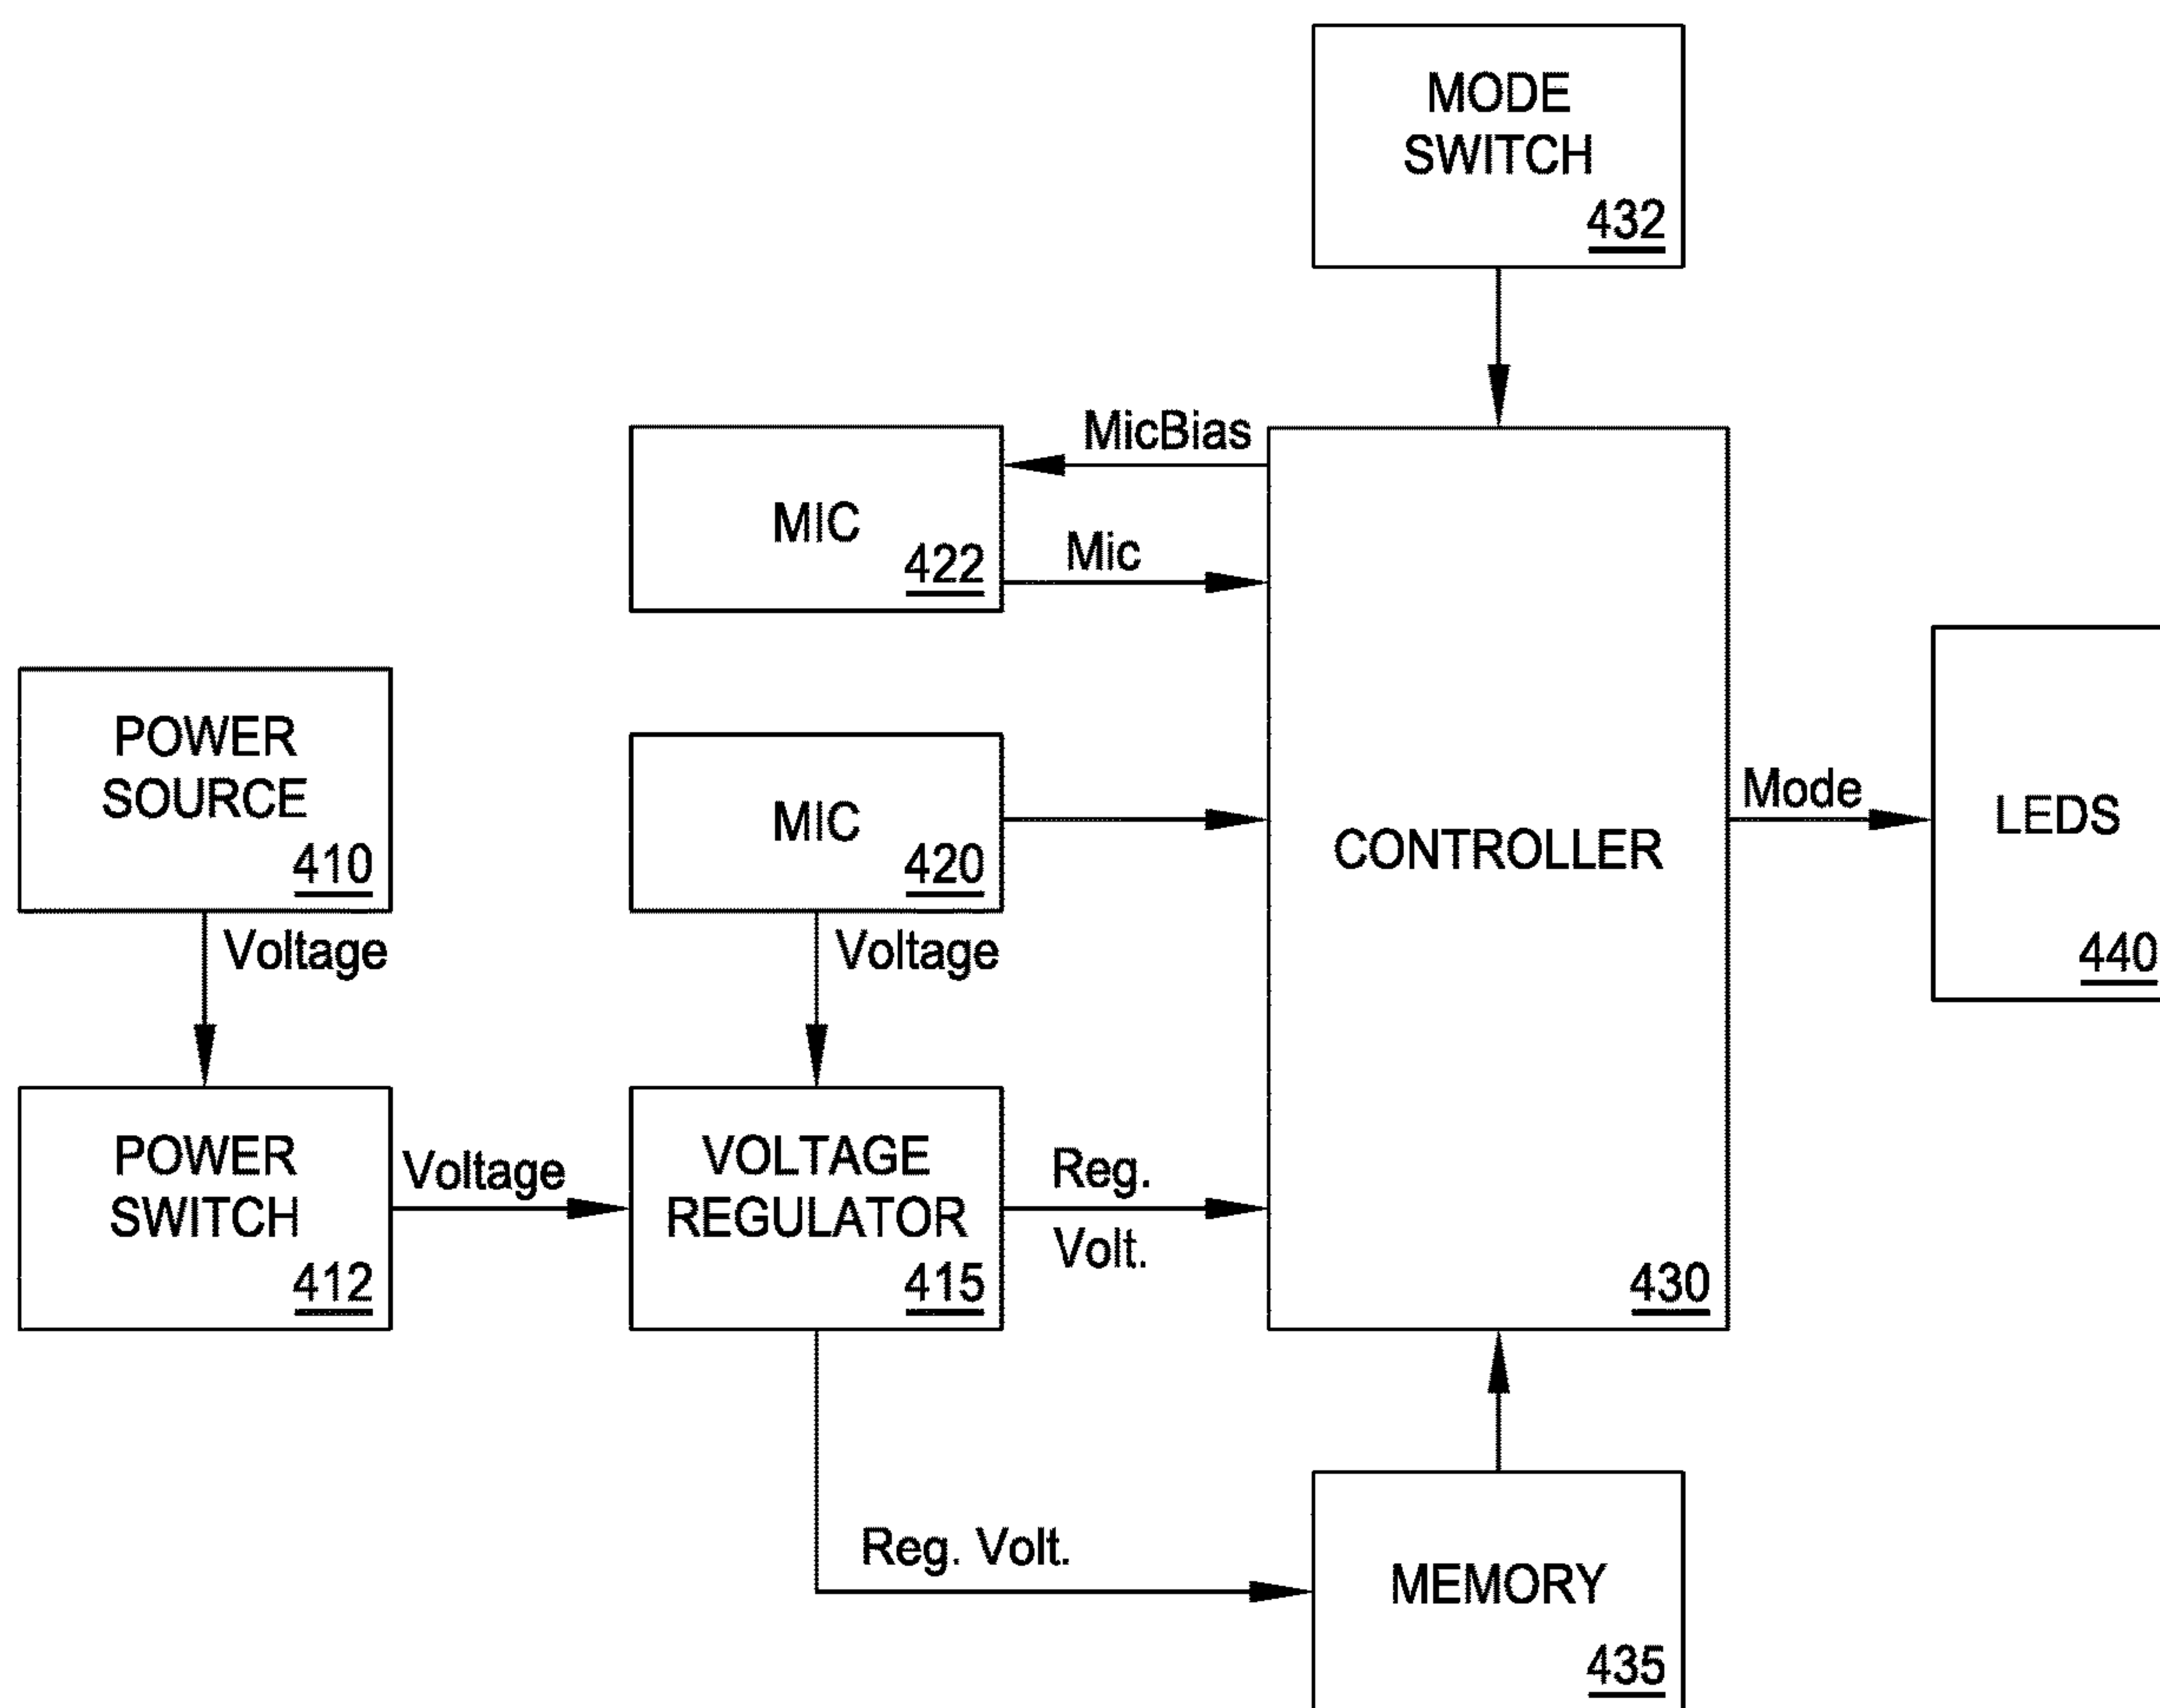 MODE
SWITCH
432
MicBias
MIC
422
Mic
POWER
SOURCE
410
Voltage
MIC
420
Voltage
CONTROLLER
430
Mode
LEDS
440
POWER
SWITCH
412
Voltage
VOLTAGE
REGULATOR
415
Reg.
Volt.
Reg. Volt.
MEMORY
435